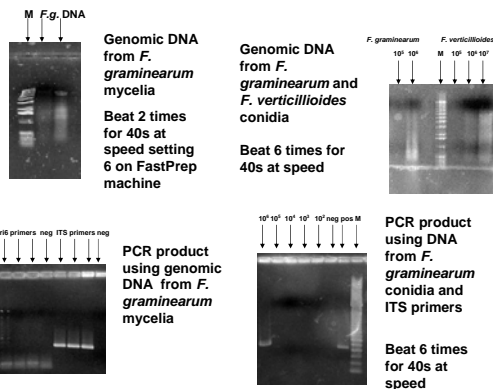 M F.g. DNA
Genomic DNA
from F.
graminearum
mycelia
Beat 2 times
for 40s at
speed setting
6 on FastPrep
machine
Genomic DNA
from F.
graminearum and
F. verticillioides
conidia
Beat 6 times for
40s at speed
F. graminearum F. verticillioides
10⁵ 10⁶ M 10⁵ 10⁶ 10⁷
ri6 primers neg ITS primers neg
PCR product
using genomic
DNA from F.
graminearum
mycelia
10⁶ 10⁵ 10⁴ 10³ 10² neg pos M
PCR product
using DNA
from F.
graminearum
conidia and
ITS primers
Beat 6 times
for 40s at
speed